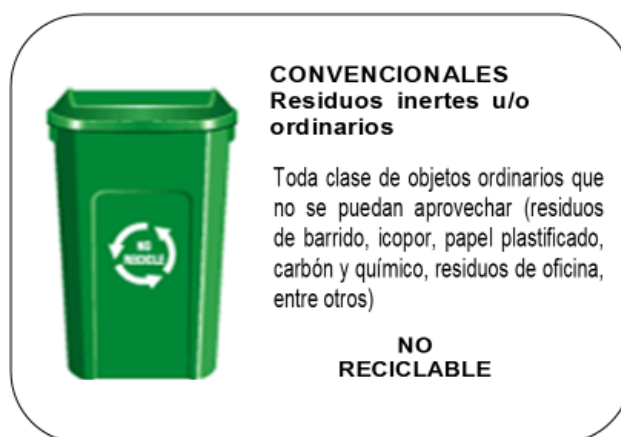 CONVENCIONALES
Residuos inertes u/o
ordinarios
Toda clase de objetos ordinarios que
no se puedan aprovechar (residuos
de barrido, icopor, papel plastificado,
carbón y químico, residuos de oficina,
entre otros)
NO
RECICLABLE
NO
RECICLE